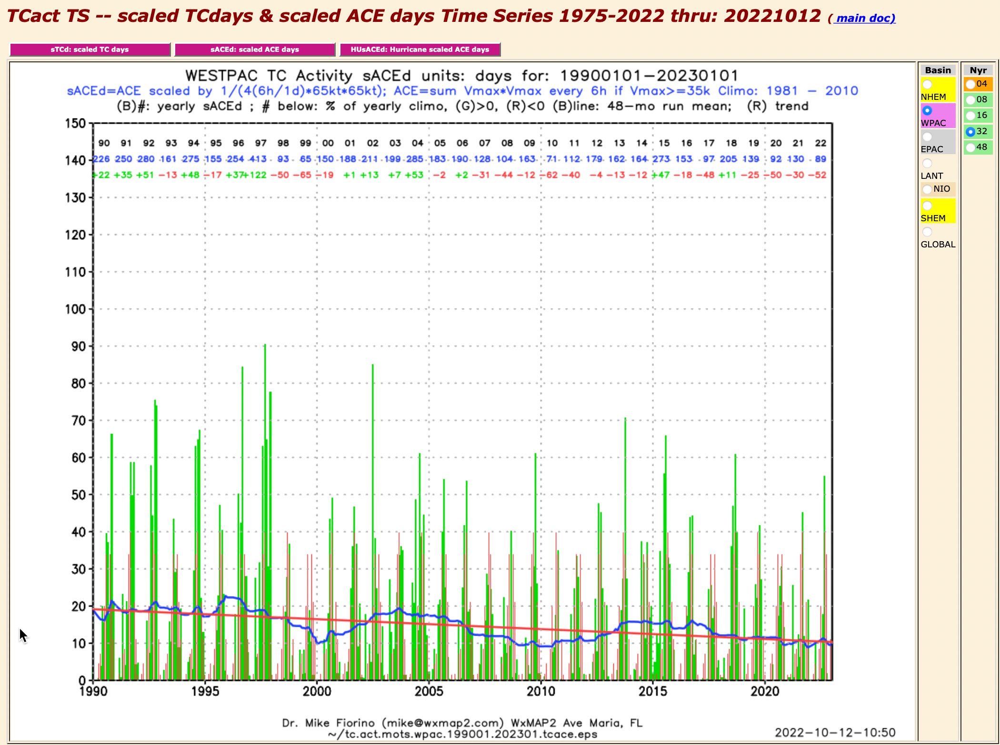 TCact TS -- scaled TCdays & scaled ACE days Time Series 1975-2022 thru: 20221012 ( main doc)
sTCd: scaled TC days sACEd: scaled ACE days HUsACEd: Hurricane scaled ACE days
WESTPAC TC Activity sACEd units: days for: 19900101-20230101
sACEd=ACE scaled by 1/(4(6h/1d)*65kt*65kt); ACE=sum Vmax*Vmax every 6h if Vmax>=35k Climo: 1981 - 2010
(B)#: yearly sACEd ; # below: % of yearly climo, (G)>0, (R)<0 (B)line: 48-mo run mean; (R) trend
150
90 91 92 93 94 95 96 97 98 99 00 01 02 03 04 05 06 07 08 09 10 11 12 13 14 15 16 17 18 19 20 21 22
140 226 250 280 161 275 155 254 413 93 65 150 188 211 199 285 183 190 128 104 163 71 112 179 162 164 273 153 97 205 139 92 130 89
+22 +35 +51 -13 +48 -17 +37 +122 -50 -65 -19 +1 +13 +7 +53 -2 +2 -31 -44 -12 -62 -40 -4 -13 -12 +47 -18 -48 +11 -25 -50 -30 -52
130
120
110
100
90
80
70
60
50
40
30
20
10
0
1990 1995 2000 2005 2010 2015 2020
Dr. Mike Fiorino (mike@wxmap2.com) WxMAP2 Ave Maria, FL
~/tc.act.mots.wpac.199001.202301.tcace.eps
2022-10-12-10:50
Basin
NHEM
WPAC
EPAC
LANT
NIO
SHEM
GLOBAL
Nyr
04
08
16
32
48